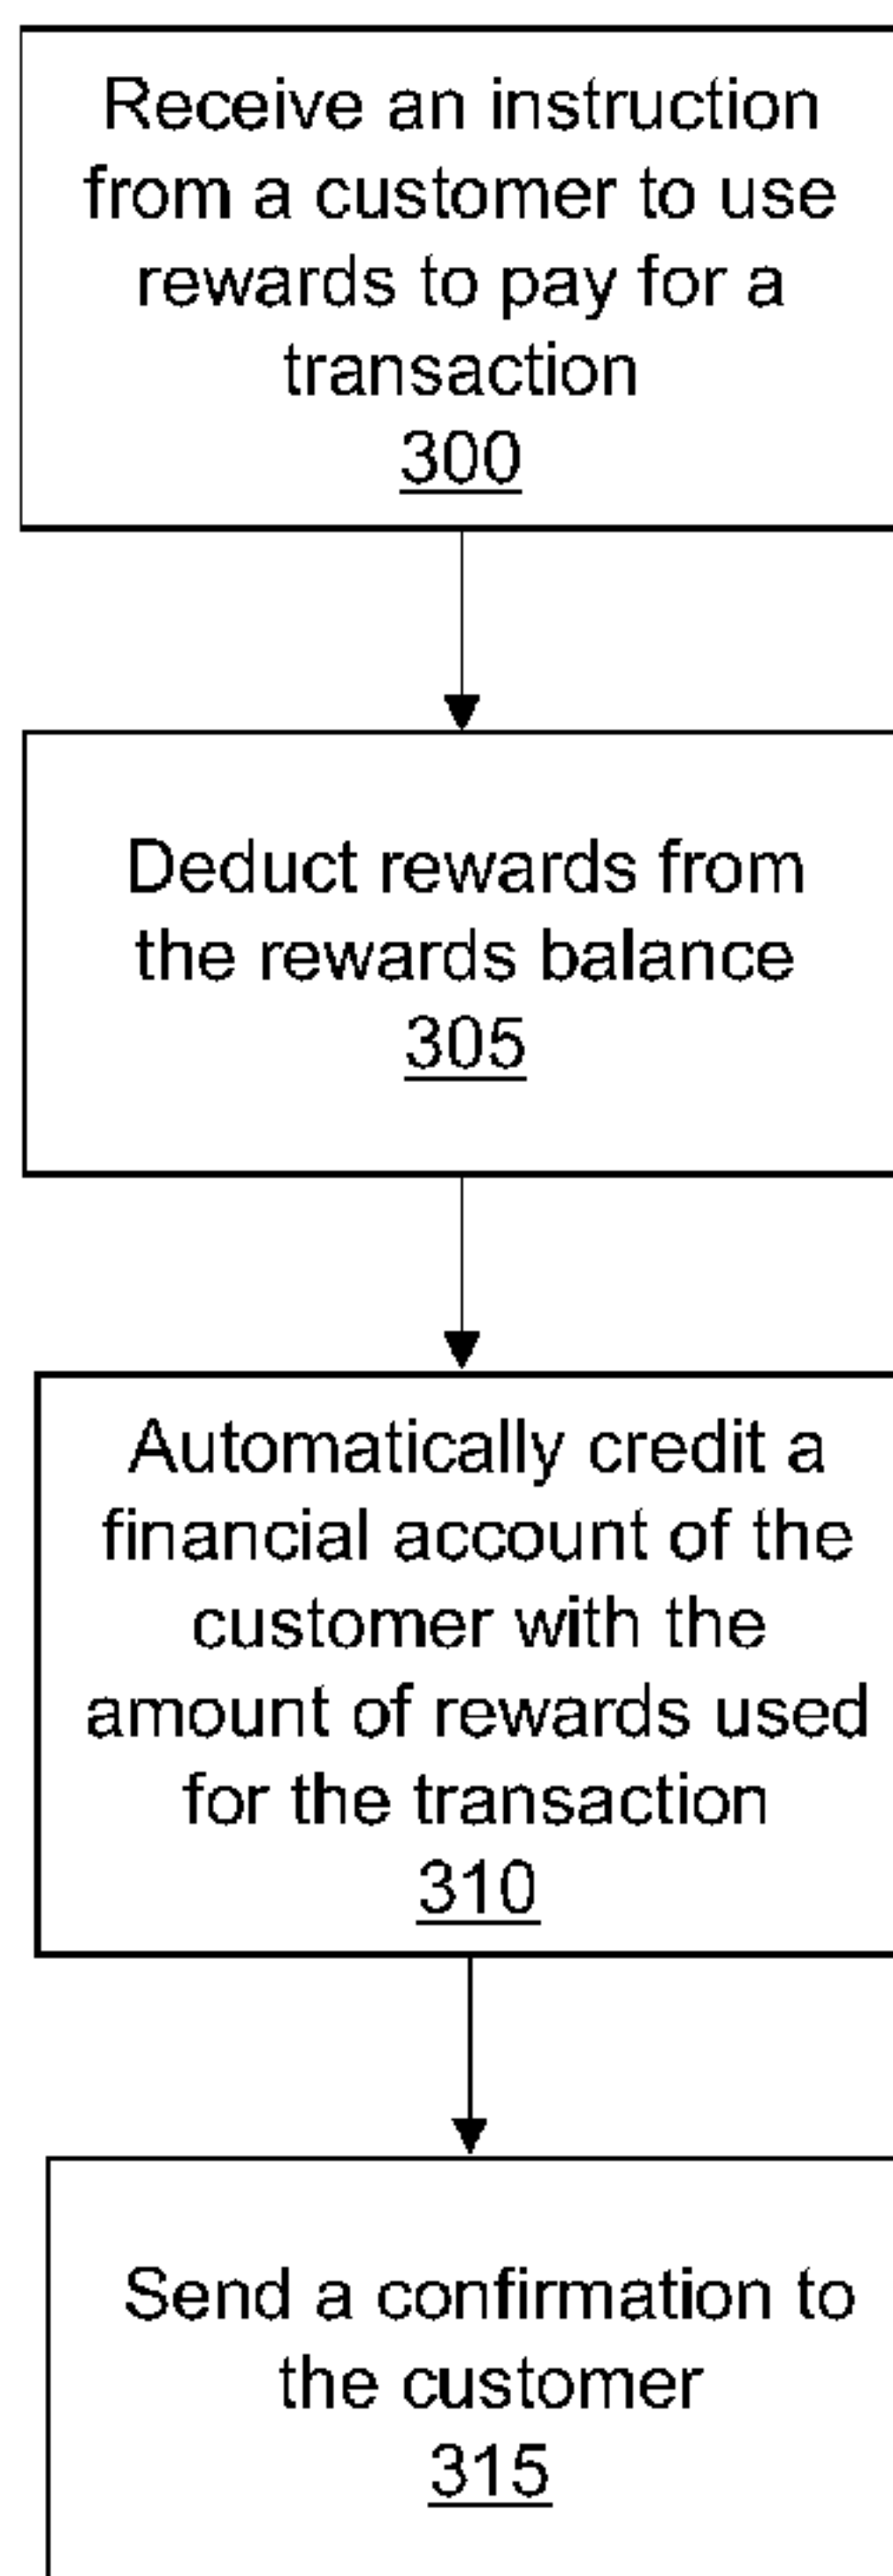 Receive an instruction
from a customer to use
rewards to pay for a
transaction
300
Deduct rewards from
the rewards balance
305
Automatically credit a
financial account of the
customer with the
amount of rewards used
for the transaction
310
Send a confirmation to
the customer
315